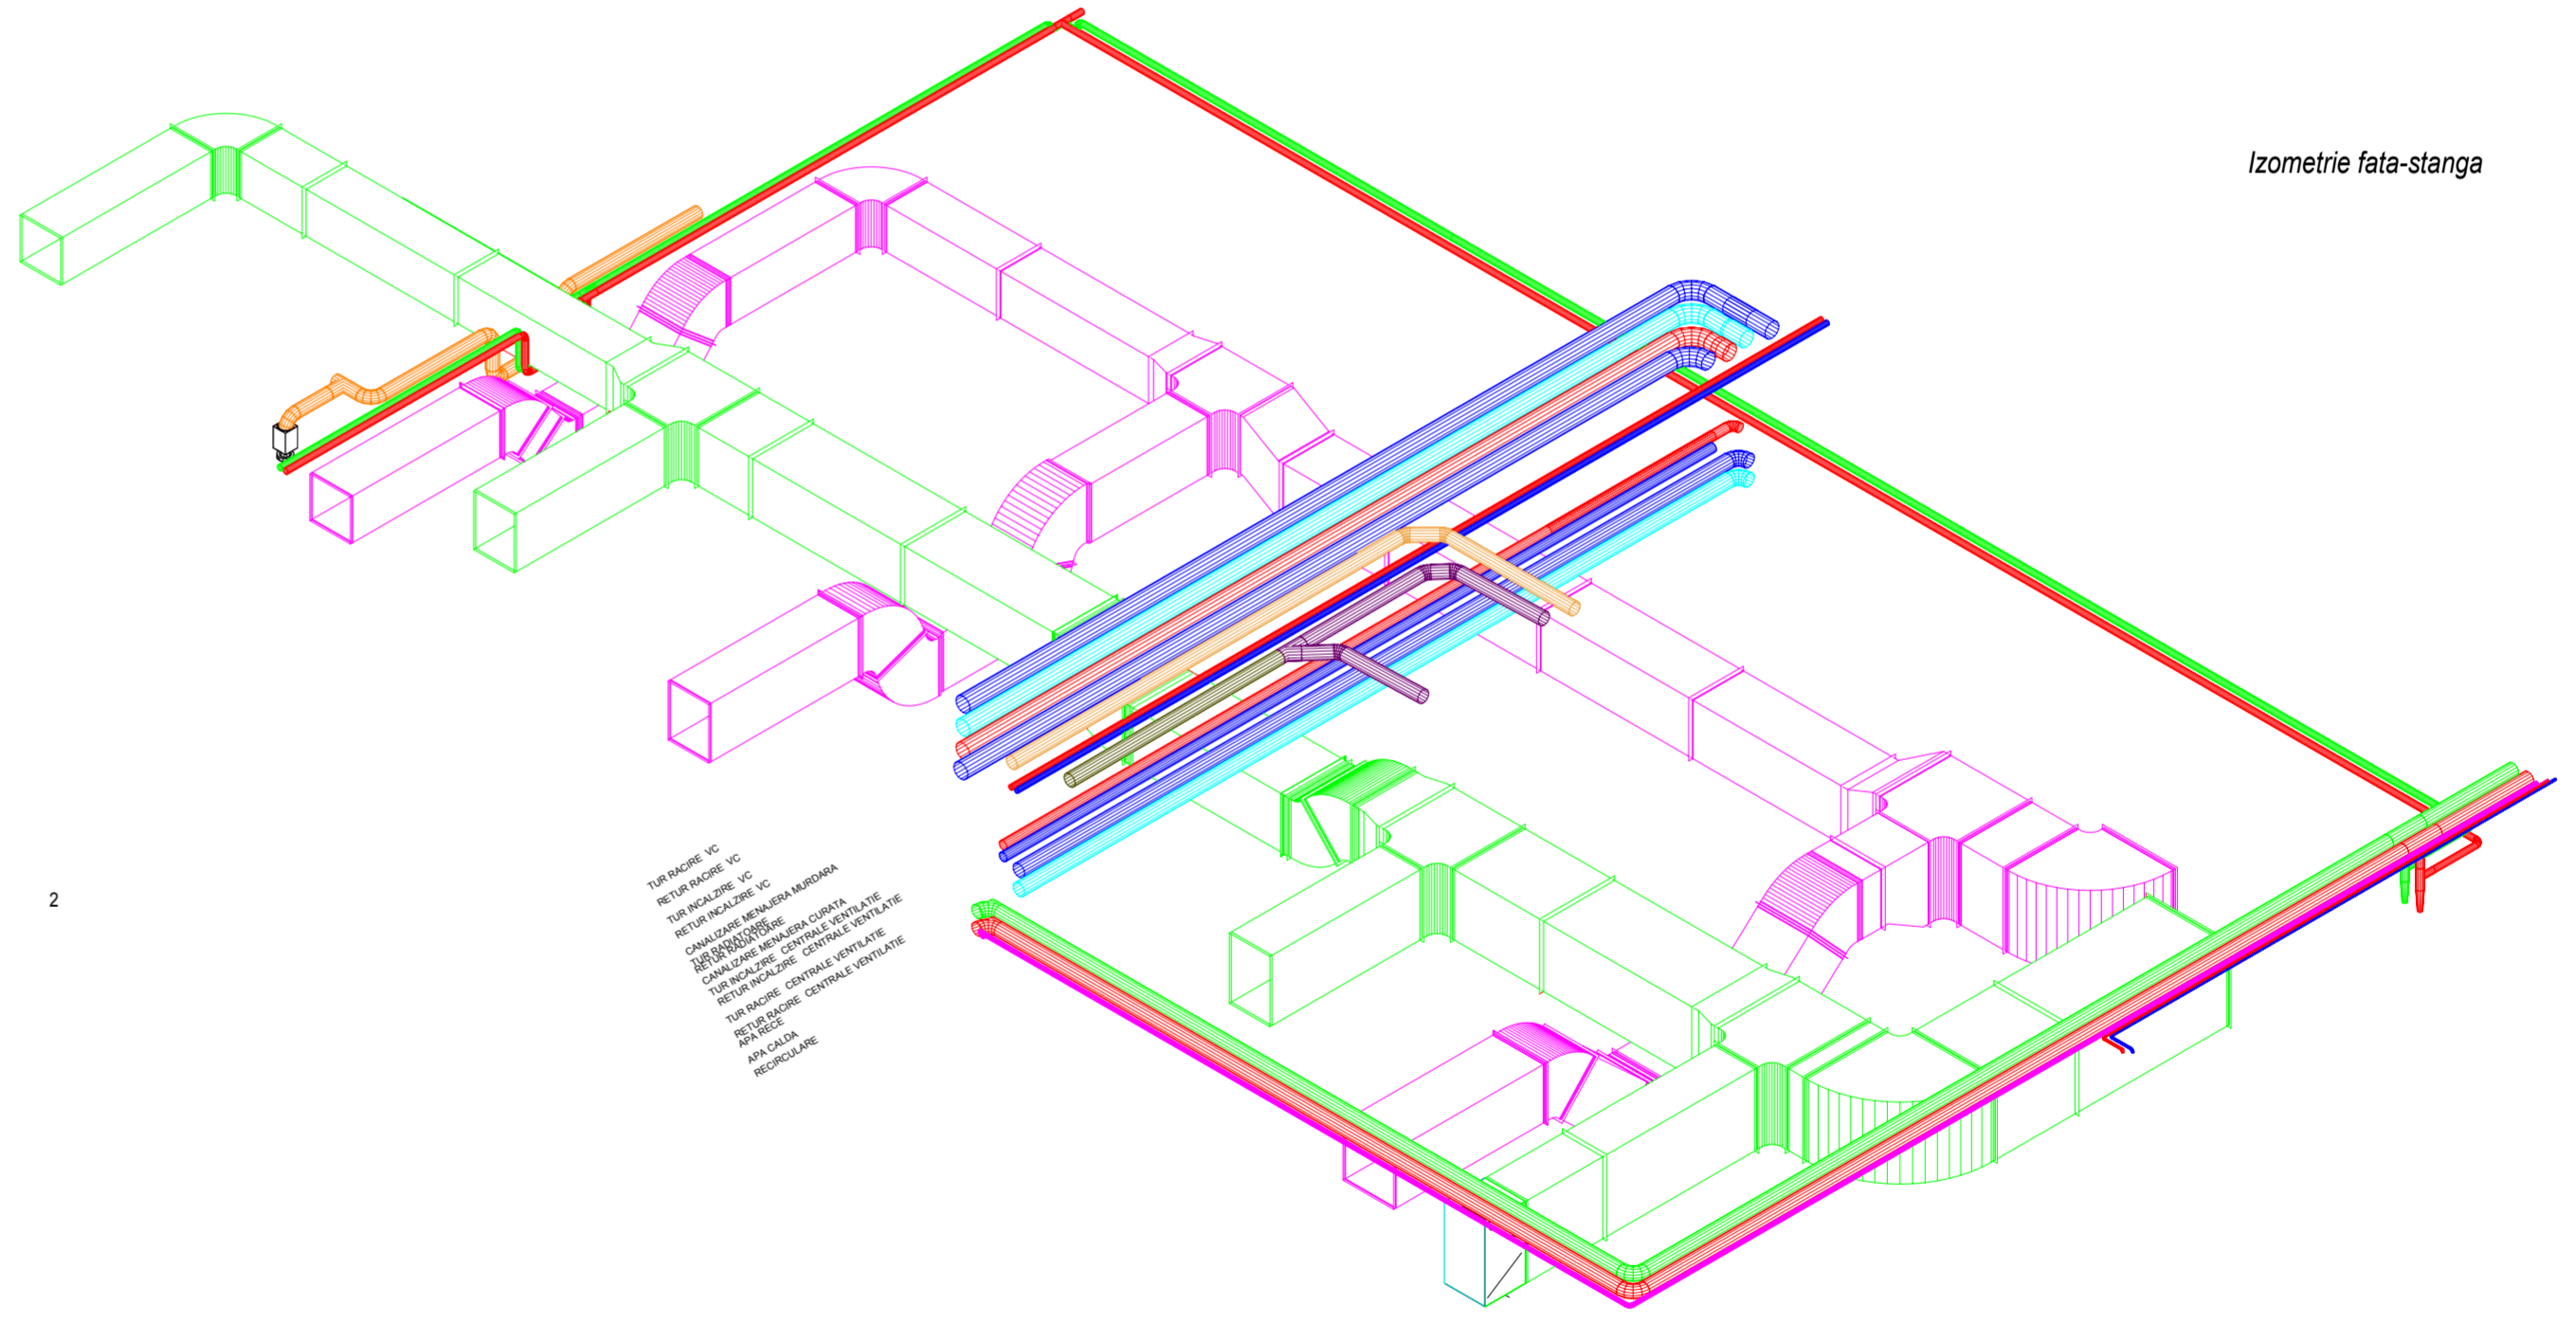 Izometrie fata-stanga
TUR RACIRE VC
RETUR RACIRE VC
TUR INCALZIRE VC
RETUR INCALZIRE VC
CANALIZARE MENAJERA MURDARA
TUR RADIATOARE
RETUR RADIATOARE
CANALIZARE MENAJERA CURATA
TUR INCALZIRE CENTRALE VENTILATIE
RETUR INCALZIRE CENTRALE VENTILATIE
TUR RACIRE CENTRALE VENTILATIE
RETUR RACIRE CENTRALE VENTILATIE
APA RECE
APA CALDA
RECIRCULARE
2